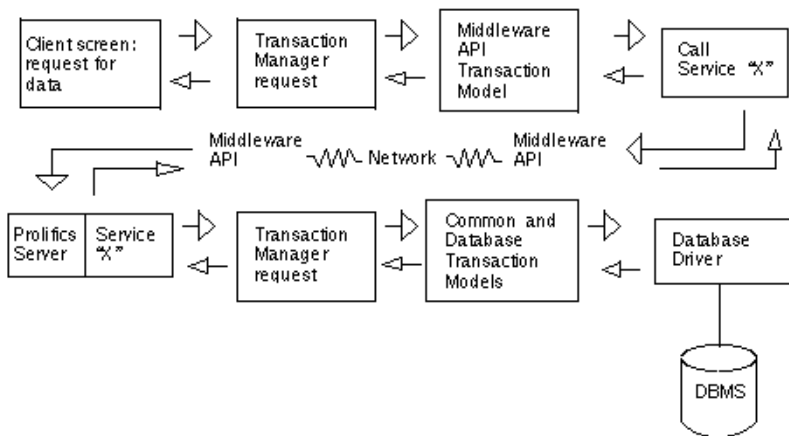 Client screen:
request for
data
Transaction
Manager
request
Middleware
API
Transaction
Model
Call
Service "X"
Middleware
API
Network
Middleware
API
Prolifics
Server
Service
"X"
Transaction
Manager
request
Common and
Database
Transaction
Models
Database
Driver
DBMS